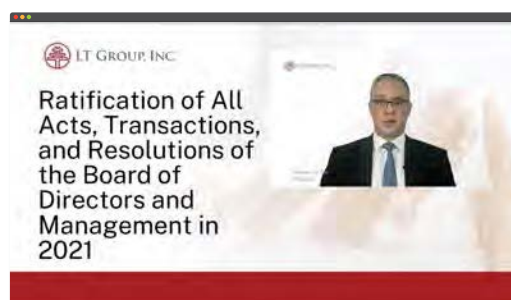 LT GROUP, INC.
Ratification of All
Acts, Transactions,
and Resolutions of
the Board of
Directors and
Management in
2021